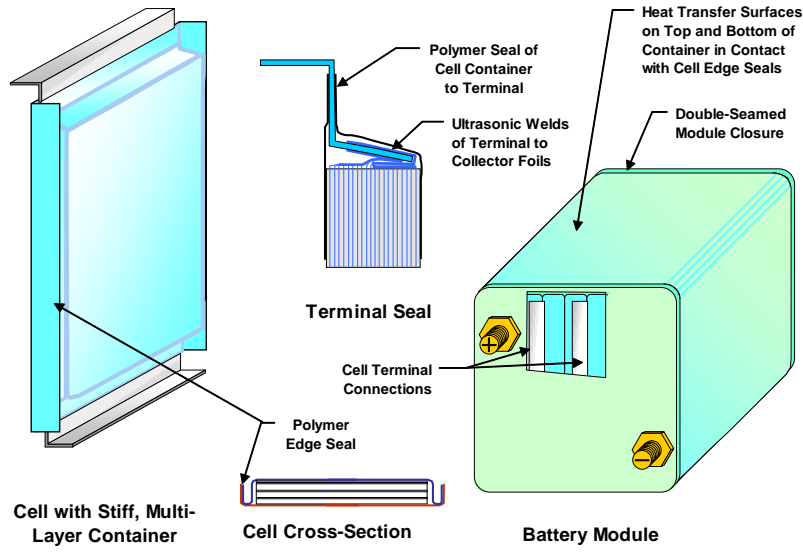 Heat Transfer Surfaces
on Top and Bottom of
Container in Contact
with Cell Edge Seals
Polymer Seal of
Cell Container
to Terminal
Double-Seamed
Module Closure
Ultrasonic Welds
of Terminal to
Collector Foils
Terminal Seal
+
Cell Terminal
Connections
Polymer
Edge Seal
−
Cell with Stiff, Multi-
Layer Container
Cell Cross-Section
Battery Module